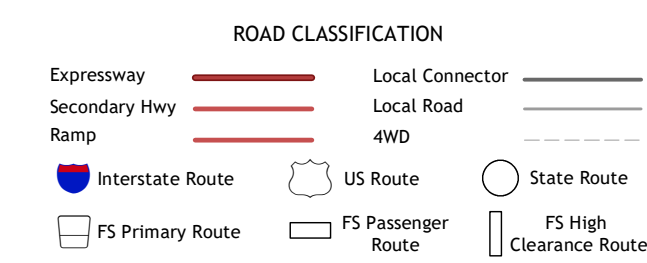 ROAD CLASSIFICATION
Expressway
Local Connector
Secondary Hwy
Local Road
Ramp
4WD
Interstate Route
US Route
State Route
FS Primary Route
FS Passenger
Route
FS High
Clearance Route